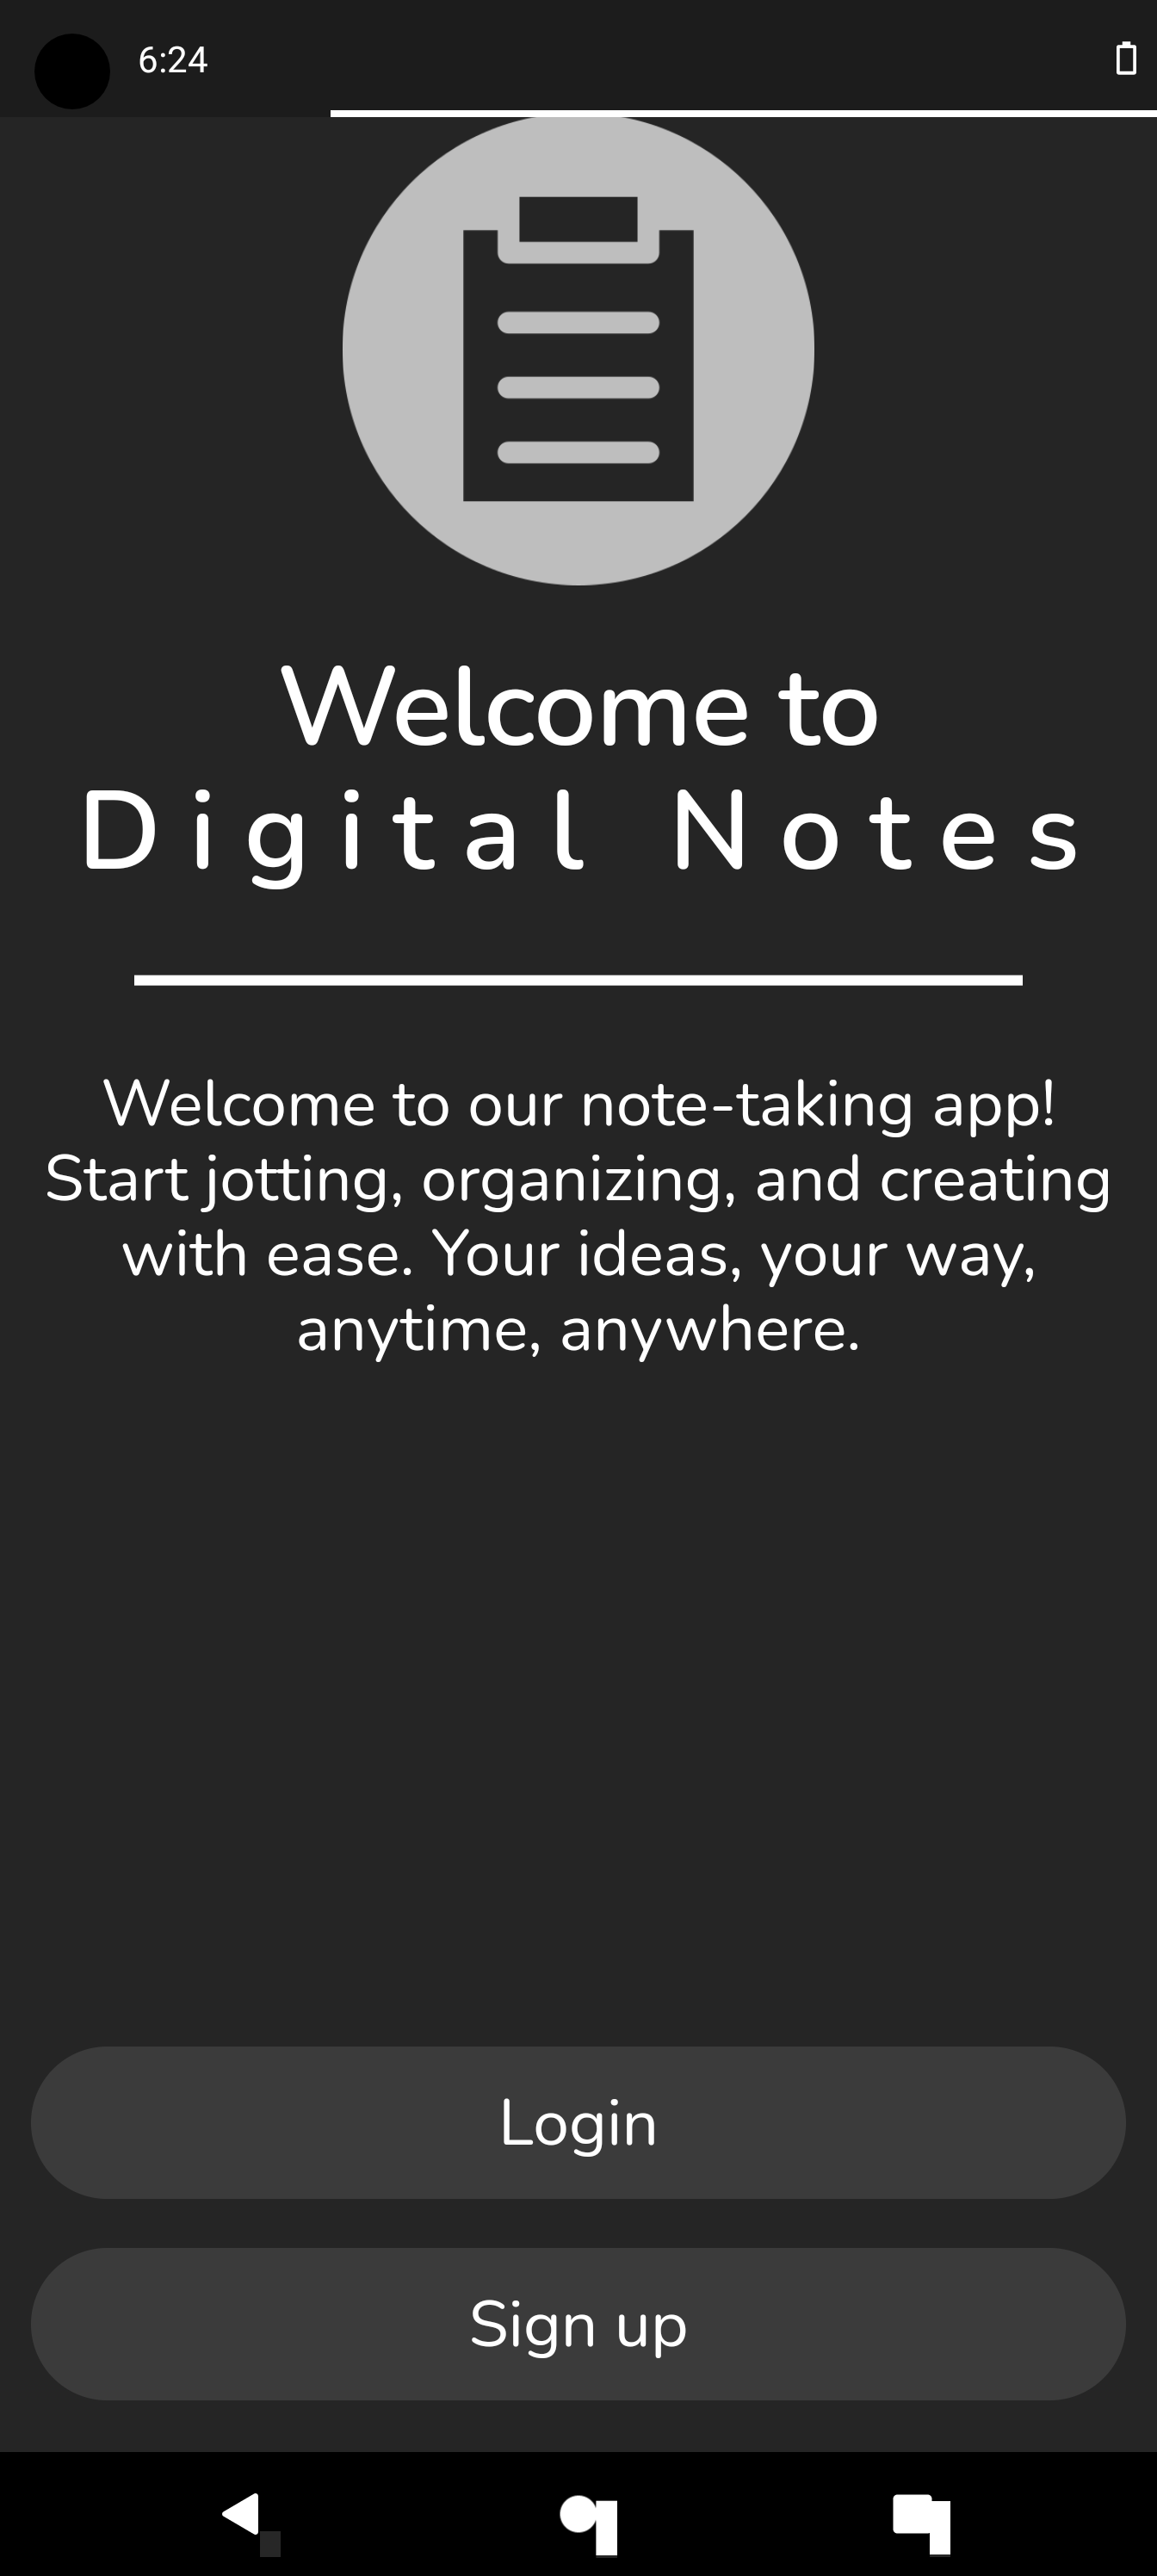 6:24
Welcome to
Digital Notes
Welcome to our note-taking app!
Start jotting, organizing, and creating
with ease. Your ideas, your way,
anytime, anywhere.
Login
Sign up